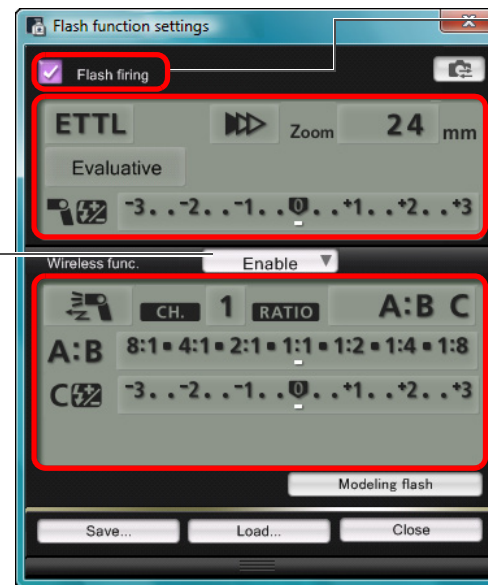 Flash function settings
Flash firing
ETTL Zoom 24 mm
Evaluative
-3..-2..-1..0..+1..+2..+3
Wireless func. Enable
CH. 1 RATIO A:B C
A:B 8:1 ▪ 4:1 ▪ 2:1 ▪ 1:1 ▪ 1:2 ▪ 1:4 ▪ 1:8
C -3..-2..-1..0..+1..+2..+3
Modeling flash
Save... Load... Close